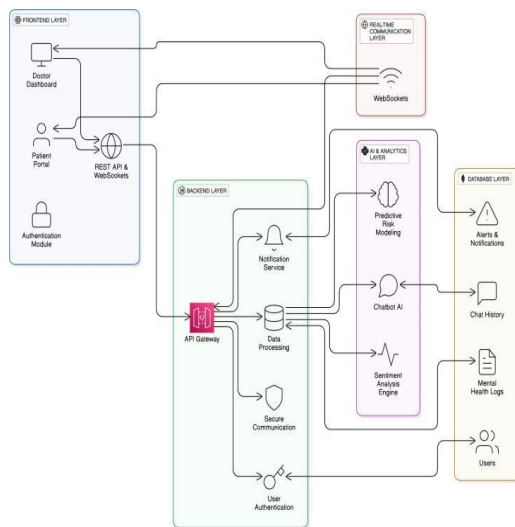 FRONTEND LAYER
Doctor
Dashboard
Patient
Portal
REST API &
WebSockets
Authentication
Module
REAL-TIME
COMMUNICATION
LAYER
WebSockets
BACKEND LAYER
Notification
Service
API Gateway
Data
Processing
Secure
Communication
User
Authentication
AI & ANALYTICS
LAYER
Predictive
Risk
Modeling
Chatbot AI
Sentiment
Analysis
Engine
DATABASE LAYER
Alerts &
Notifications
Chat History
Mental
Health Logs
Users